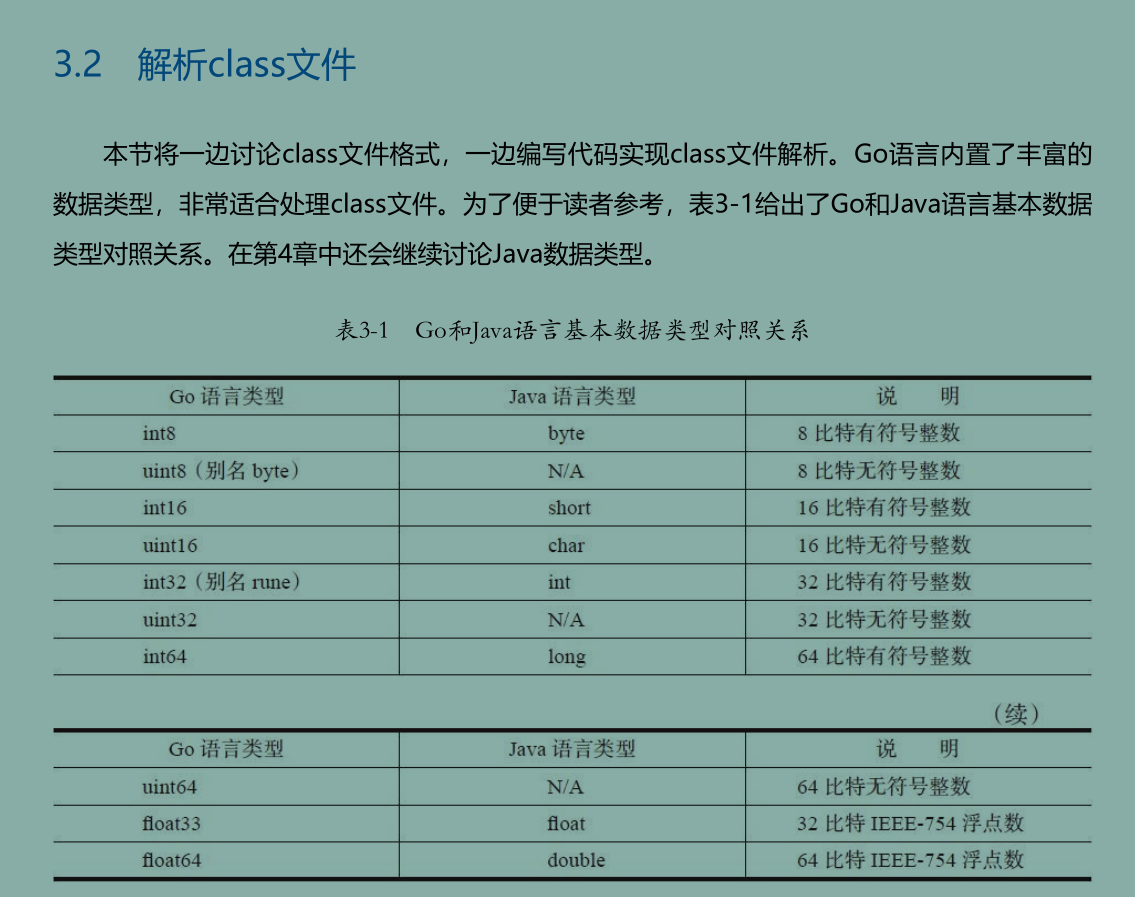 3.2 解析class文件
本节将一边讨论class文件格式，一边编写代码实现class文件解析。Go语言内置了丰富的
数据类型，非常适合处理class文件。为了便于读者参考，表3-1给出了Go和Java语言基本数据
类型对照关系。在第4章中还会继续讨论Java数据类型。
表3-1 Go和Java语言基本数据类型对照关系
Go 语言类型 Java 语言类型 说 明
int8 byte 8 比特有符号整数
uint8（别名 byte） N/A 8 比特无符号整数
int16 short 16 比特有符号整数
uint16 char 16 比特无符号整数
int32（别名 rune） int 32 比特有符号整数
uint32 N/A 32 比特无符号整数
int64 long 64 比特有符号整数
（续）
Go 语言类型 Java 语言类型 说 明
uint64 N/A 64 比特无符号整数
float33 float 32 比特 IEEE-754 浮点数
float64 double 64 比特 IEEE-754 浮点数